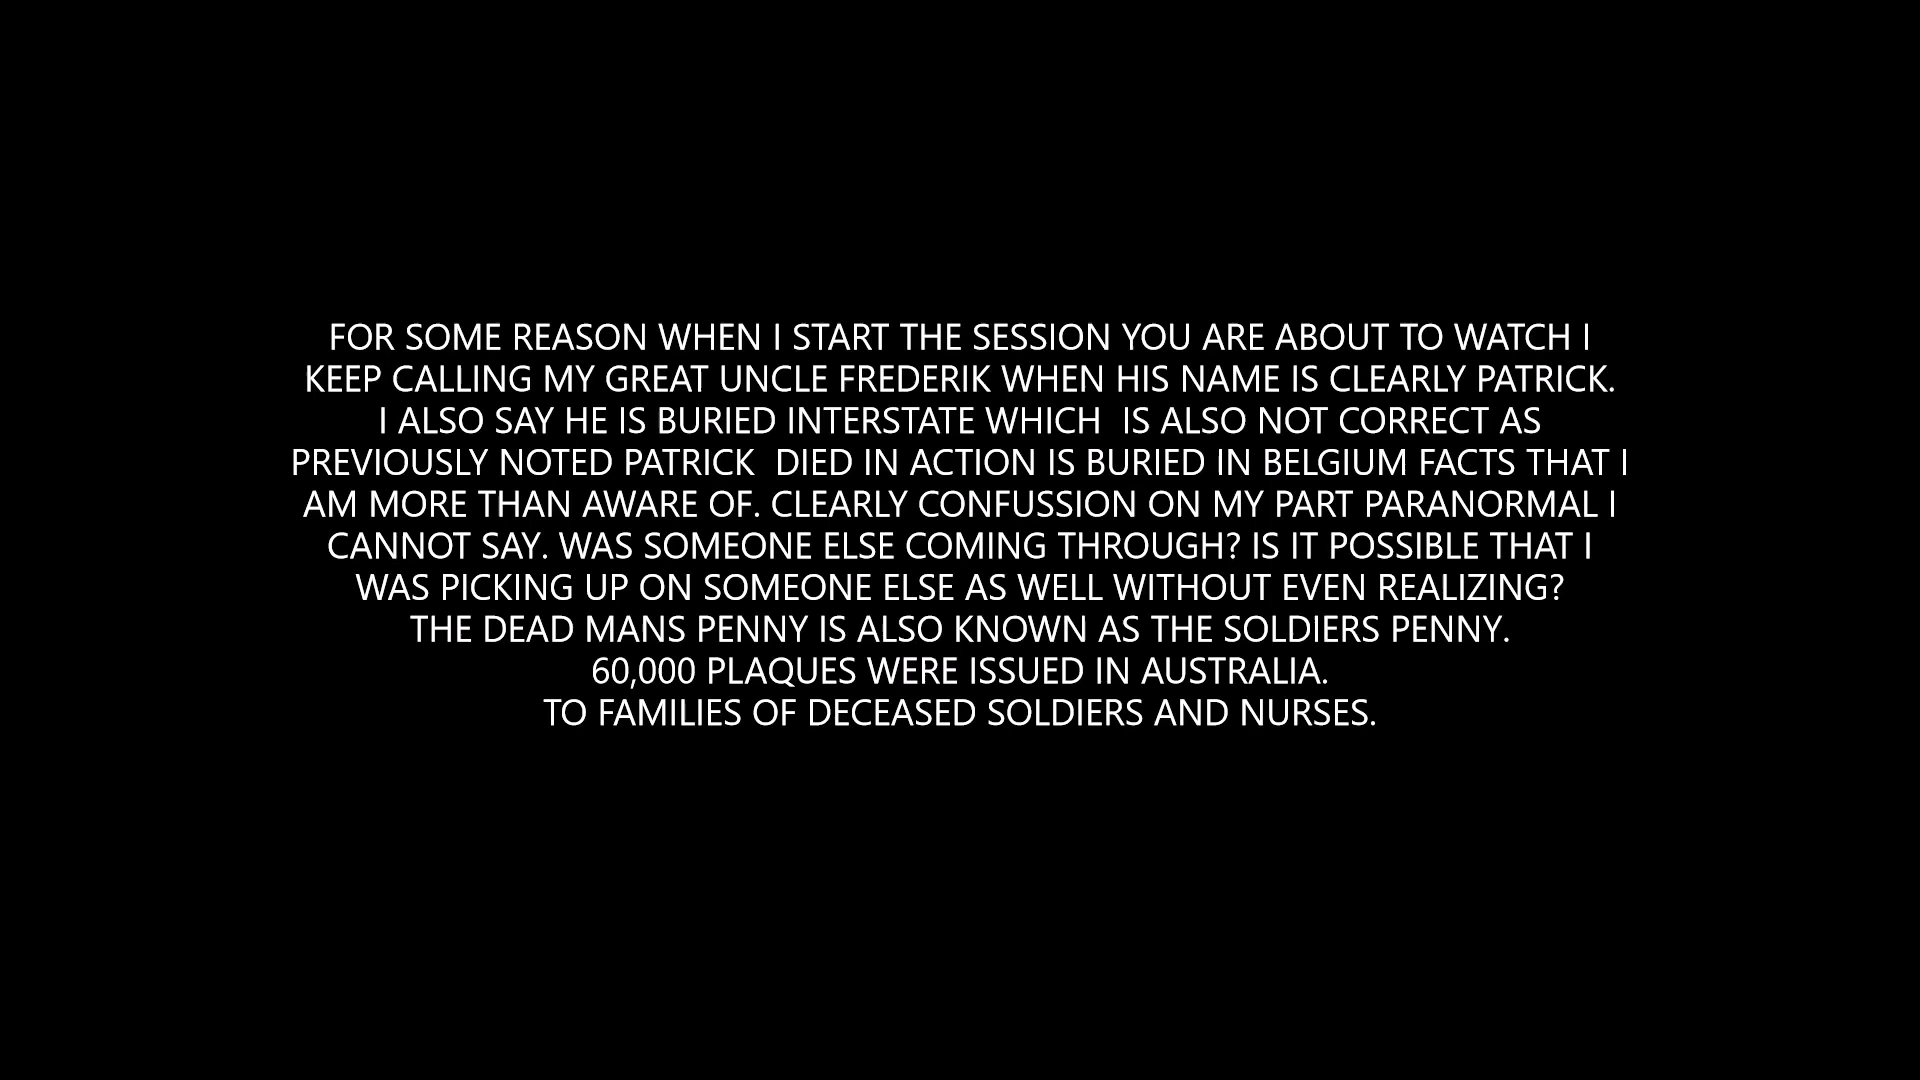 FOR SOME REASON WHEN I START THE SESSION YOU ARE ABOUT TO WATCH I
KEEP CALLING MY GREAT UNCLE FREDERIK WHEN HIS NAME IS CLEARLY PATRICK.
I ALSO SAY HE IS BURIED INTERSTATE WHICH  IS ALSO NOT CORRECT AS
PREVIOUSLY NOTED PATRICK  DIED IN ACTION IS BURIED IN BELGIUM FACTS THAT I
AM MORE THAN AWARE OF. CLEARLY CONFUSSION ON MY PART PARANORMAL I
CANNOT SAY. WAS SOMEONE ELSE COMING THROUGH? IS IT POSSIBLE THAT I
WAS PICKING UP ON SOMEONE ELSE AS WELL WITHOUT EVEN REALIZING?
THE DEAD MANS PENNY IS ALSO KNOWN AS THE SOLDIERS PENNY.
60,000 PLAQUES WERE ISSUED IN AUSTRALIA.
TO FAMILIES OF DECEASED SOLDIERS AND NURSES.